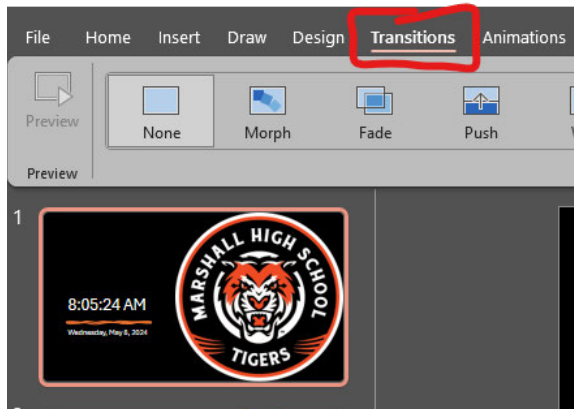 File Home Insert Draw Design Transitions Animations
Preview
None Morph Fade Push
Preview
1
MARSHALL HIGH SCHOOL
8:05:24 AM
Wednesday, May 8, 2024
TIGERS